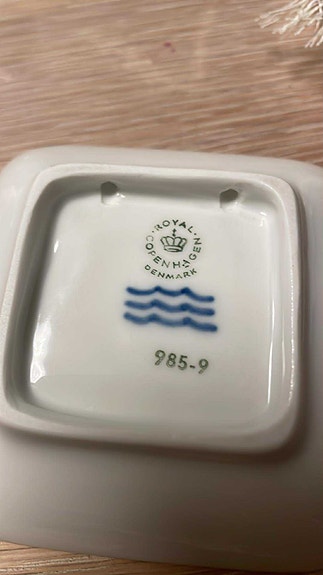 ROYAL
COPENHAGEN
DENMARK
985-9